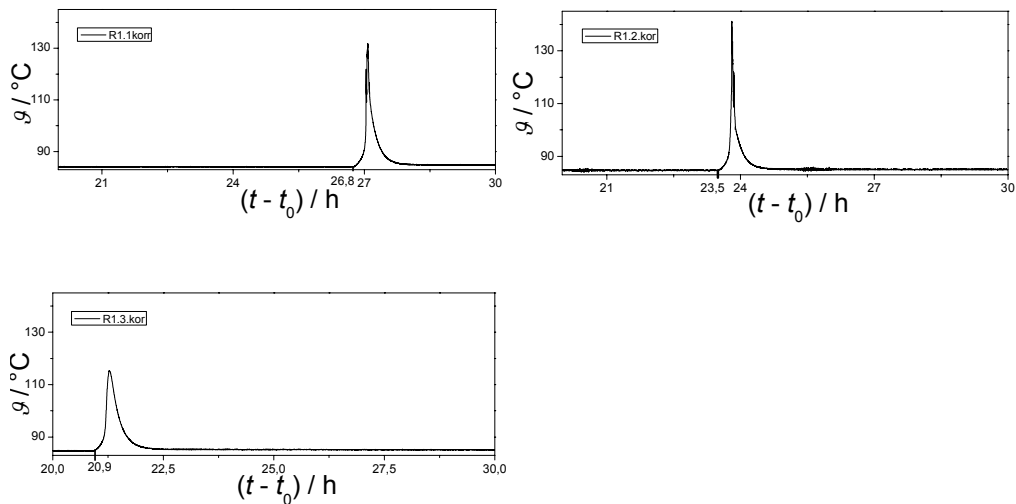 R1.1korr
130
110
90
ϑ / °C
21
24
26,8
27
30
(t - t₀) / h
R1.2.kor
130
110
90
ϑ / °C
21
23,5
24
27
30
(t - t₀) / h
R1.3.kor
130
110
90
ϑ / °C
20,0
20,9
22,5
25,0
27,5
30,0
(t - t₀) / h